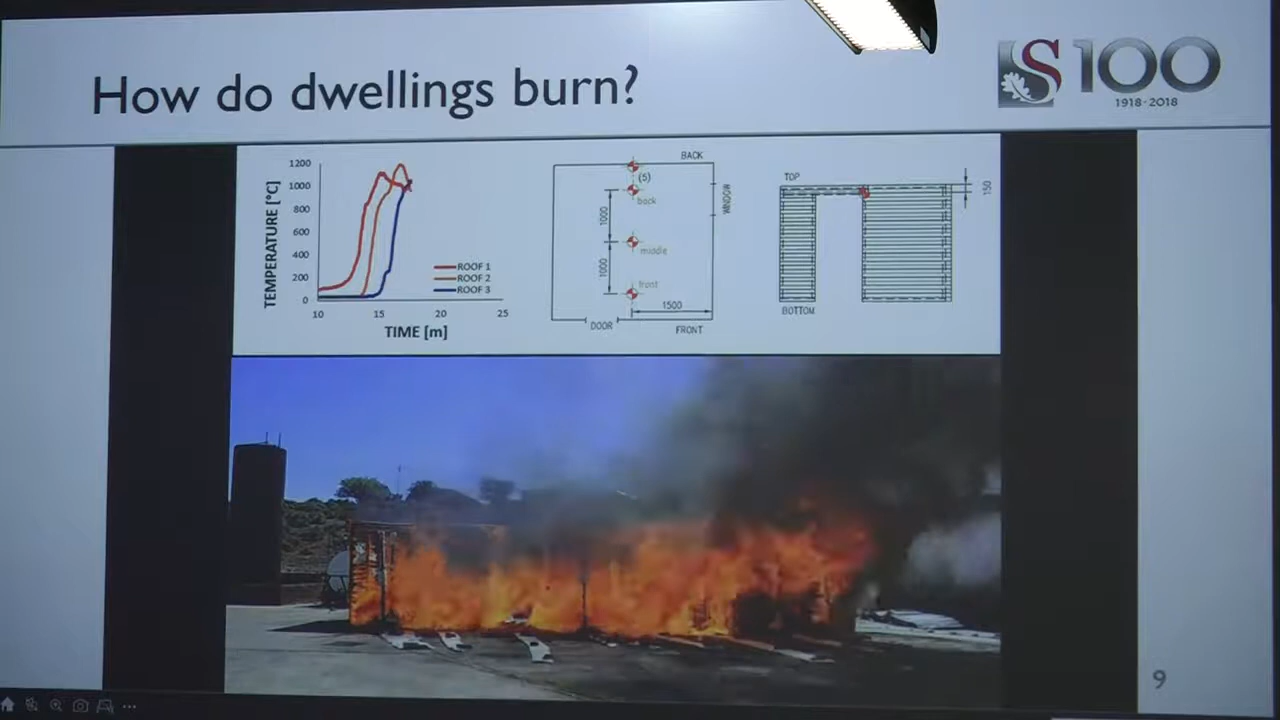 How do dwellings burn?
S 100
1918-2018
TEMPERATURE [°C]
1200
1000
800
600
400
200
0
10
15
20
25
TIME [m]
ROOF 1
ROOF 2
ROOF 3
BACK
(5)
back
WINDOW
1000
middle
1000
front
1500
DOOR
FRONT
TOP
150
BOTTOM
9